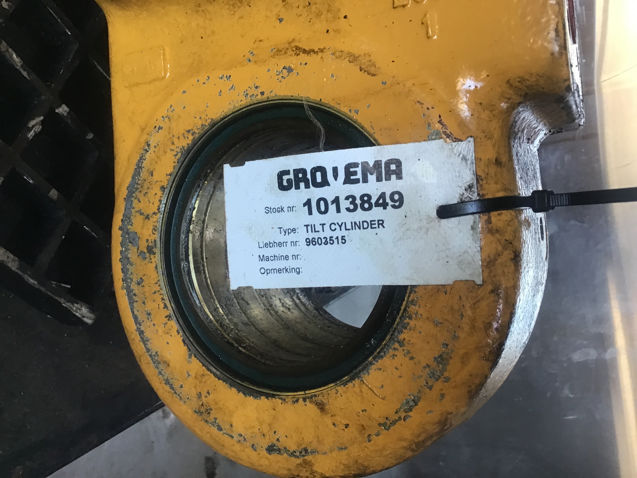 GROVEMA
Stock nr: 1013849
Type: TILT CYLINDER
Liebherr nr: 9603515
Machine nr:
Opmerking: